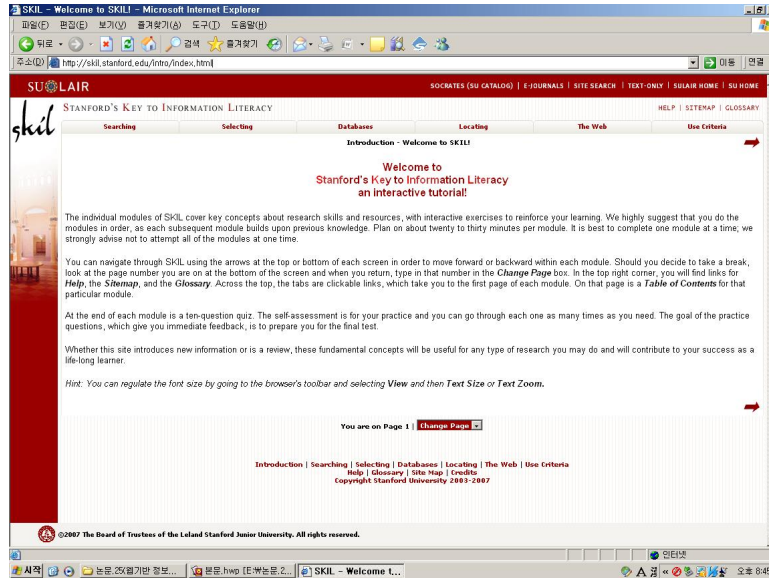 SKIL - Welcome to SKIL! - Microsoft Internet Explorer
파일(F) 편집(E) 보기(V) 즐겨찾기(A) 도구(T) 도움말(H)
뒤로 검색 즐겨찾기
주소(D) http://skil.stanford.edu/intro/index.html 이동 연결
SULAIR SOCRATES (SU CATALOG) | E-JOURNALS | SITE SEARCH | TEXT-ONLY | SULAIR HOME | SU HOME
skil STANFORD'S KEY TO INFORMATION LITERACY HELP | SITEMAP | GLOSSARY
Searching Selecting Databases Locating The Web Use Criteria
Introduction - Welcome to SKIL!
Welcome to
Stanford's Key to Information Literacy
an interactive tutorial!
The individual modules of SKIL cover key concepts about research skills and resources, with interactive exercises to reinforce your learning. We highly suggest that you do the
modules in order, as each subsequent module builds upon previous knowledge. Plan on about twenty to thirty minutes per module. It is best to complete one module at a time; we
strongly advise not to attempt all of the modules at one time.
You can navigate through SKIL using the arrows at the top or bottom of each screen in order to move forward or backward within each module. Should you decide to take a break,
look at the page number you are on at the bottom of the screen and when you return, type in that number in the Change Page box. In the top right corner, you will find links for
Help, the Sitemap, and the Glossary. Across the top, the tabs are clickable links, which take you to the first page of each module. On that page is a Table of Contents for that
particular module.
At the end of each module is a ten-question quiz. The self-assessment is for your practice and you can go through each one as many times as you need. The goal of the practice
questions, which give you immediate feedback, is to prepare you for the final test.
Whether this site introduces new information or is a review, these fundamental concepts will be useful for any type of research you may do and will contribute to your success as a
life-long learner.
Hint: You can regulate the font size by going to the browser's toolbar and selecting View and then Text Size or Text Zoom.
You are on Page 1 | Change Page
Introduction | Searching | Selecting | Databases | Locating | The Web | Use Criteria
Help | Glossary | Site Map | Credits
Copyright Stanford University 2003-2007
©2007 The Board of Trustees of the Leland Stanford Junior University. All rights reserved.
인터넷
시작 논문.25(웹기반 정보... 본문.hwp [E:\논문.2... SKIL - Welcome t... A 漢 « 오후 8:45